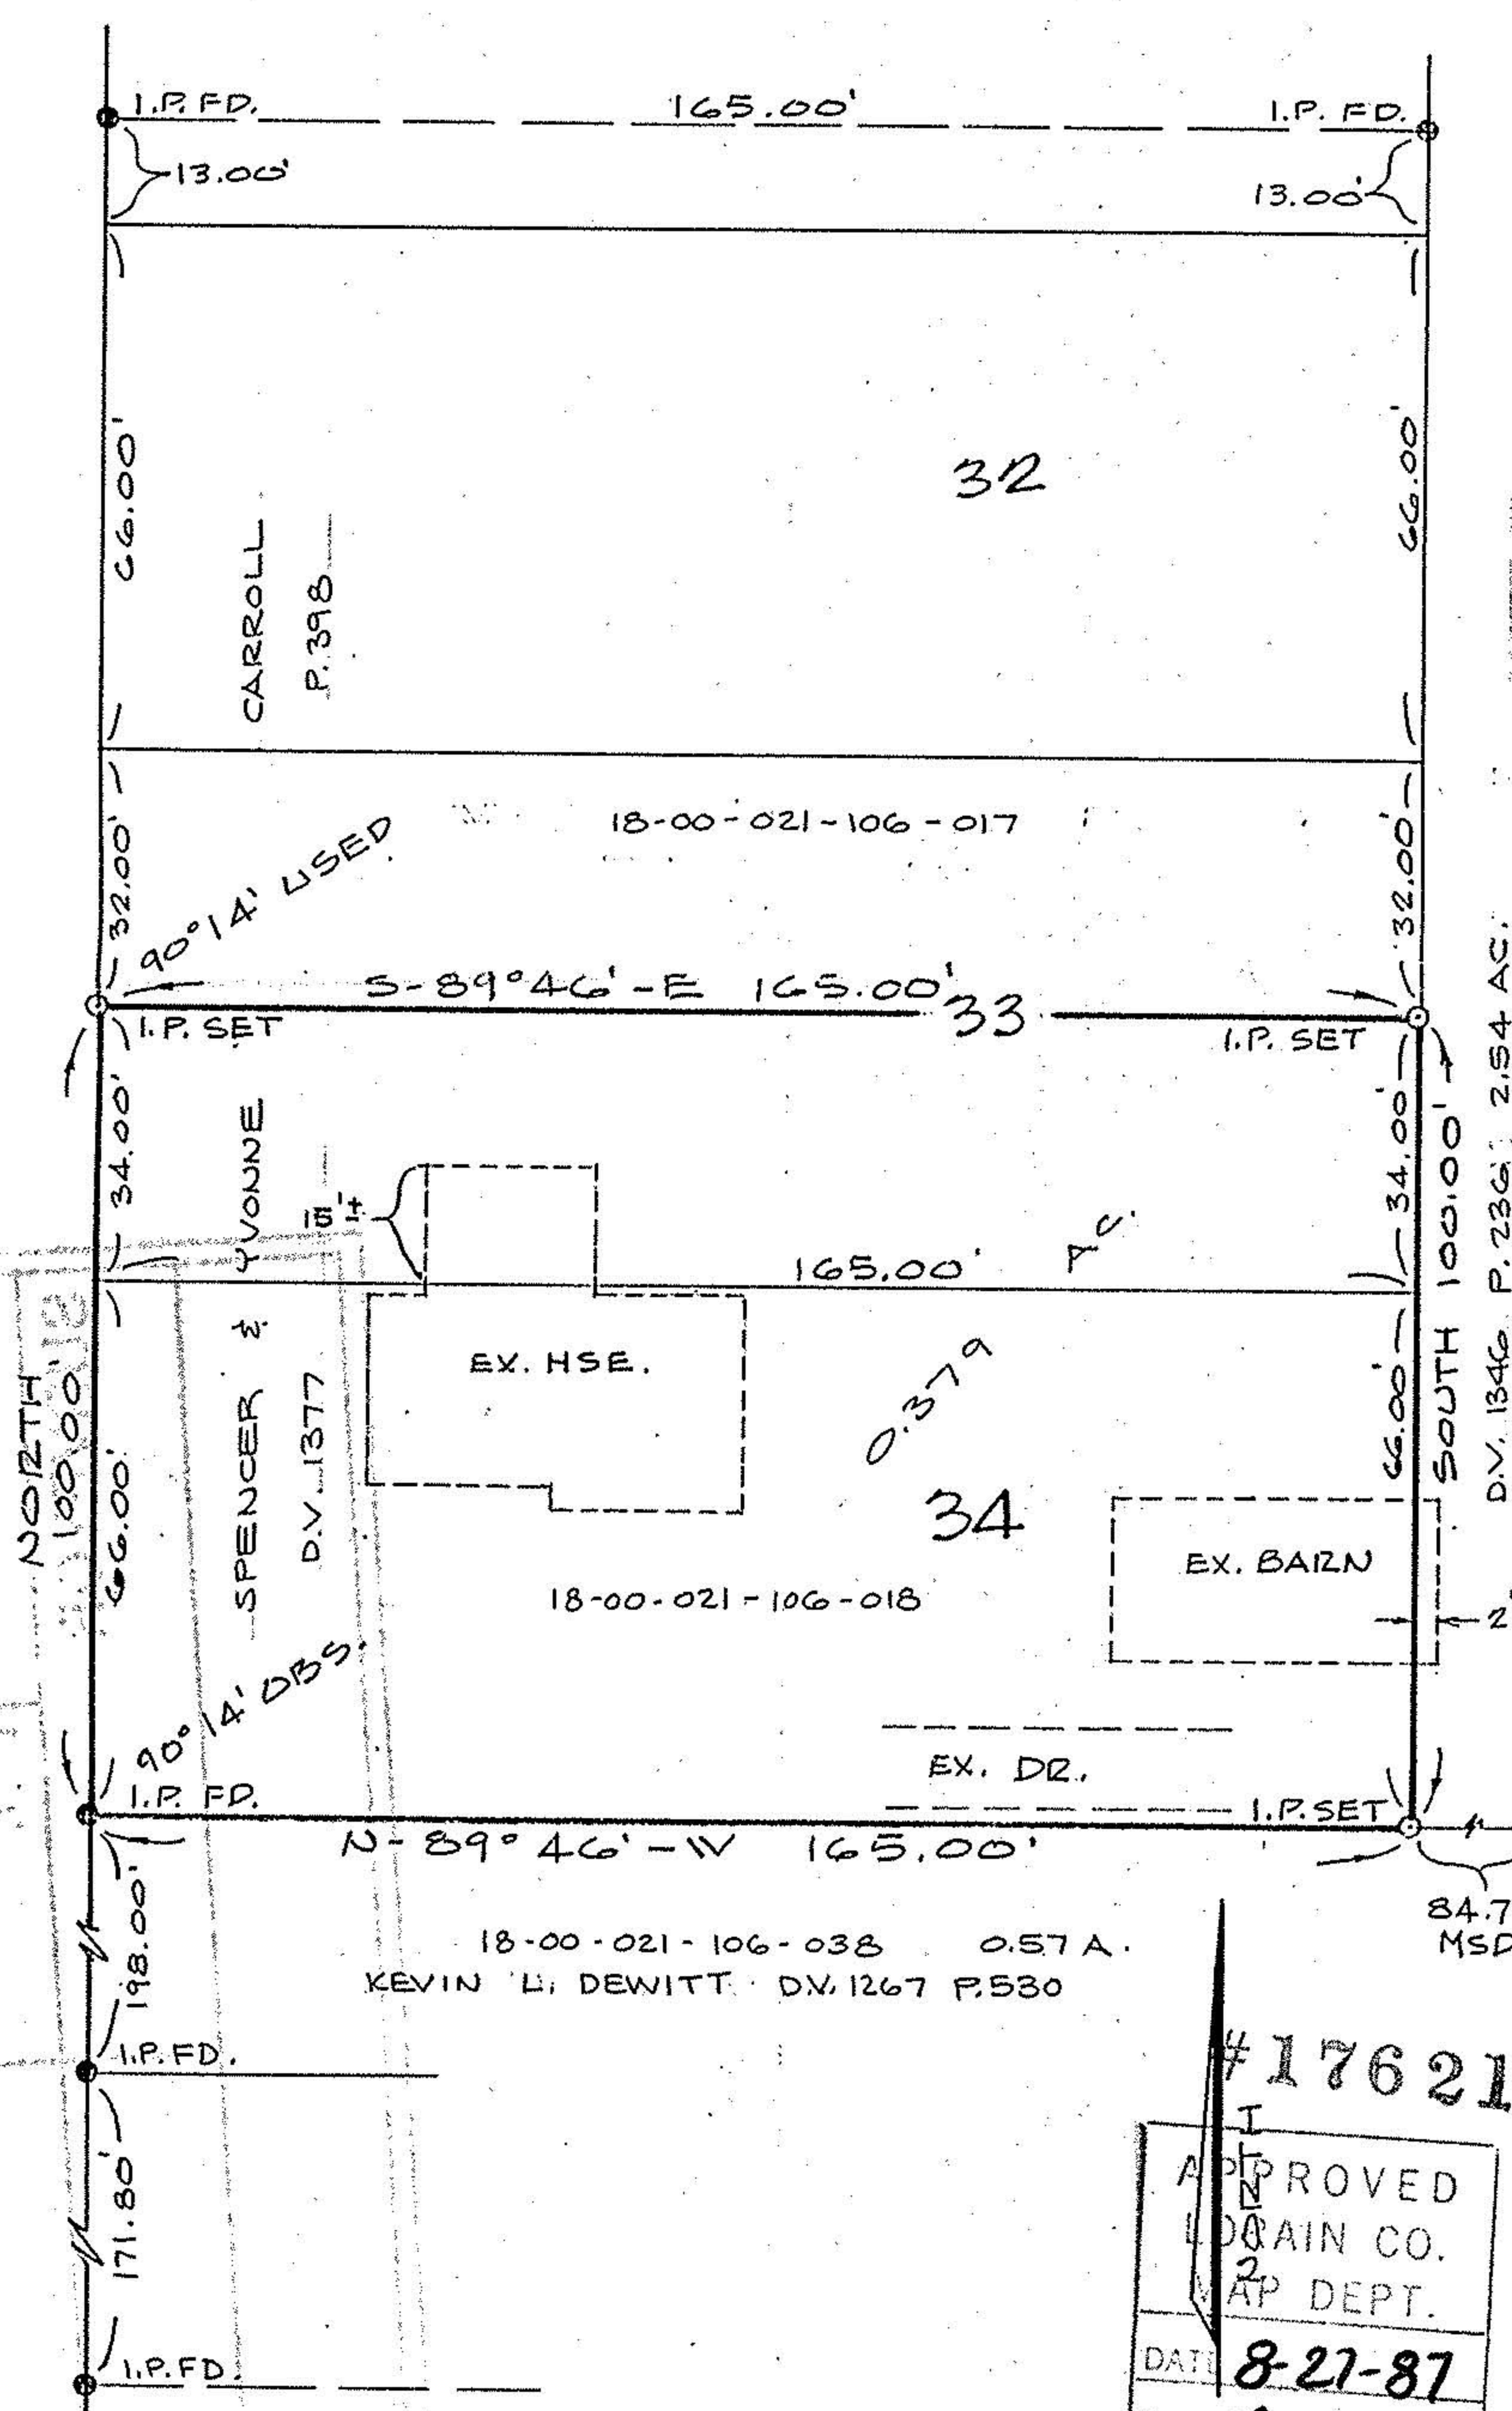 I.P. FD. 165.00' I.P. FD.
13.00' 13.00'
66.00' 66.00'
32
CARROLL
P. 398
18-00-021-106-017
32.00' 32.00'
90°14' USED
S-89°46'-E 165.00'
33
I.P. SET I.P. SET
34.00' 34.00'
15'±
165.00'
SPENCER & YVONNE
D.V. 1377
EX. HSE.
0.379 AC.
NORTH
100.00'
66.00' 66.00'
SOUTH 100.00'
D.V. 1346 P. 236 2.54 AC.
34
EX. BARN
2
18-00-021-106-018
90°14' OBS.
EX. DR.
I.P. FD. I.P. SET
N-89°46'-W 165.00'
84.7
MSD
198.00'
18-00-021-106-038 0.57 A.
KEVIN L. DEWITT D.V. 1267 P. 530
I.P. FD.
171.80'
I.P. FD.
#17621
NORTH
APPROVED
LORAIN CO.
MAP DEPT.
DATE 8-27-87